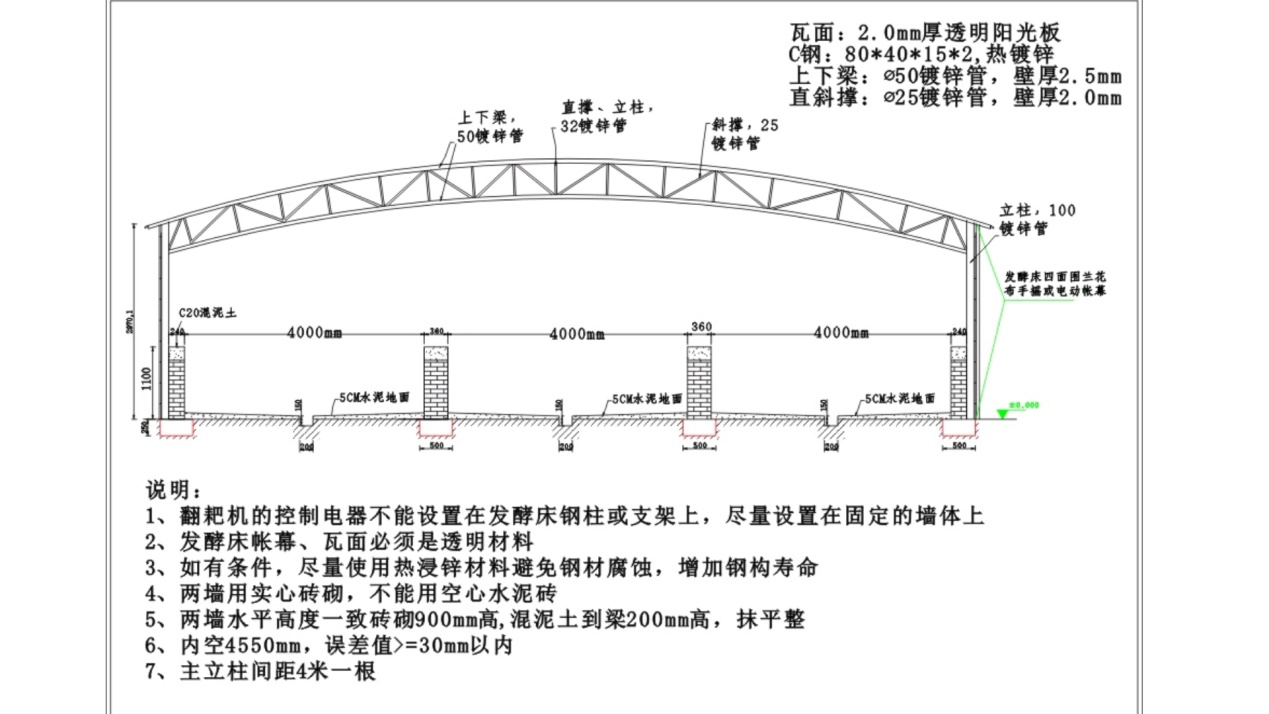 瓦面：2.0mm厚透明阳光板
C钢：80*40*15*2,热镀锌
上下梁：⌀50镀锌管，壁厚2.5mm
直斜撑：⌀25镀锌管，壁厚2.0mm
上下梁，
50镀锌管
直撑、立柱，
32镀锌管
斜撑，25
镀锌管
立柱，100
镀锌管
发酵床四面围兰花
布手摇或电动帐幕
C20混泥土
240
4000mm
360
4000mm
360
4000mm
240
1100
5CM水泥地面
5CM水泥地面
5CM水泥地面
150
150
150
±0.000
250
200
500
200
500
200
500
说明：
1、翻耙机的控制电器不能设置在发酵床钢柱或支架上，尽量设置在固定的墙体上
2、发酵床帐幕、瓦面必须是透明材料
3、如有条件，尽量使用热浸锌材料避免钢材腐蚀，增加钢构寿命
4、两墙用实心砖砌，不能用空心水泥砖
5、两墙水平高度一致砖砌900mm高,混泥土到梁200mm高，抹平整
6、内空4550mm，误差值>=30mm以内
7、主立柱间距4米一根